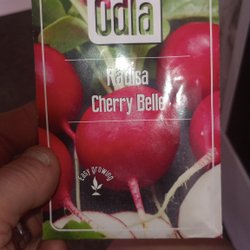 Odla
Rädisa
Cherry Belle
Easy growing